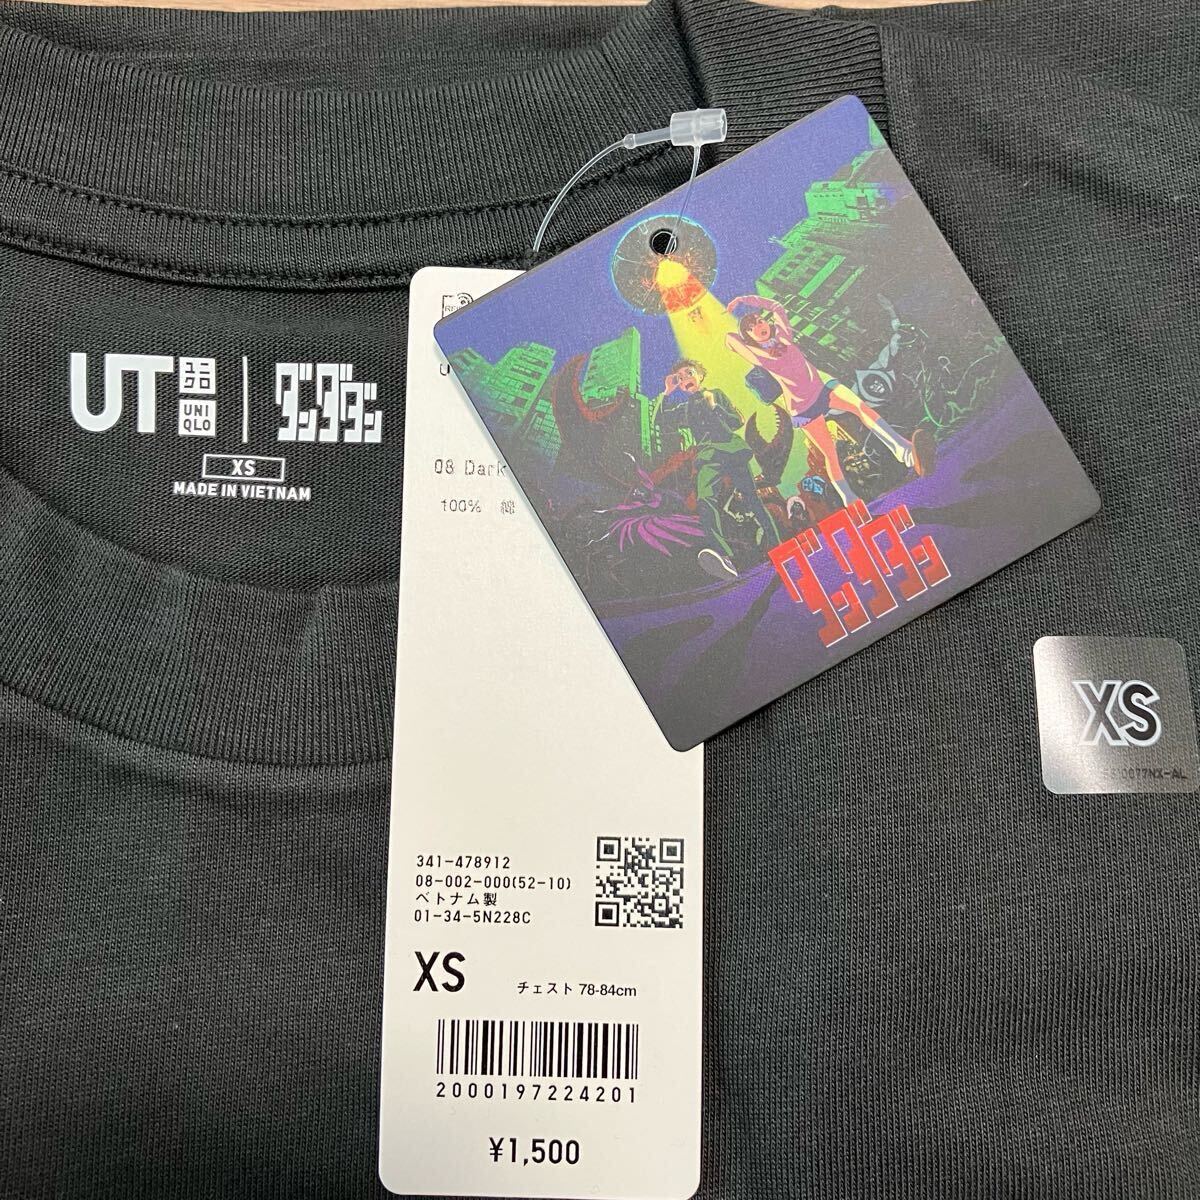 UT
ユニ
クロ
UNI
QLO
ダンダダン
XS
MADE IN VIETNAM
08 Dark
100% 綿
ダンダダン
341-478912
08-002-000(52-10)
ベトナム製
01-34-5N228C
XS
チェスト 78-84cm
2000197224201
¥1,500
XS